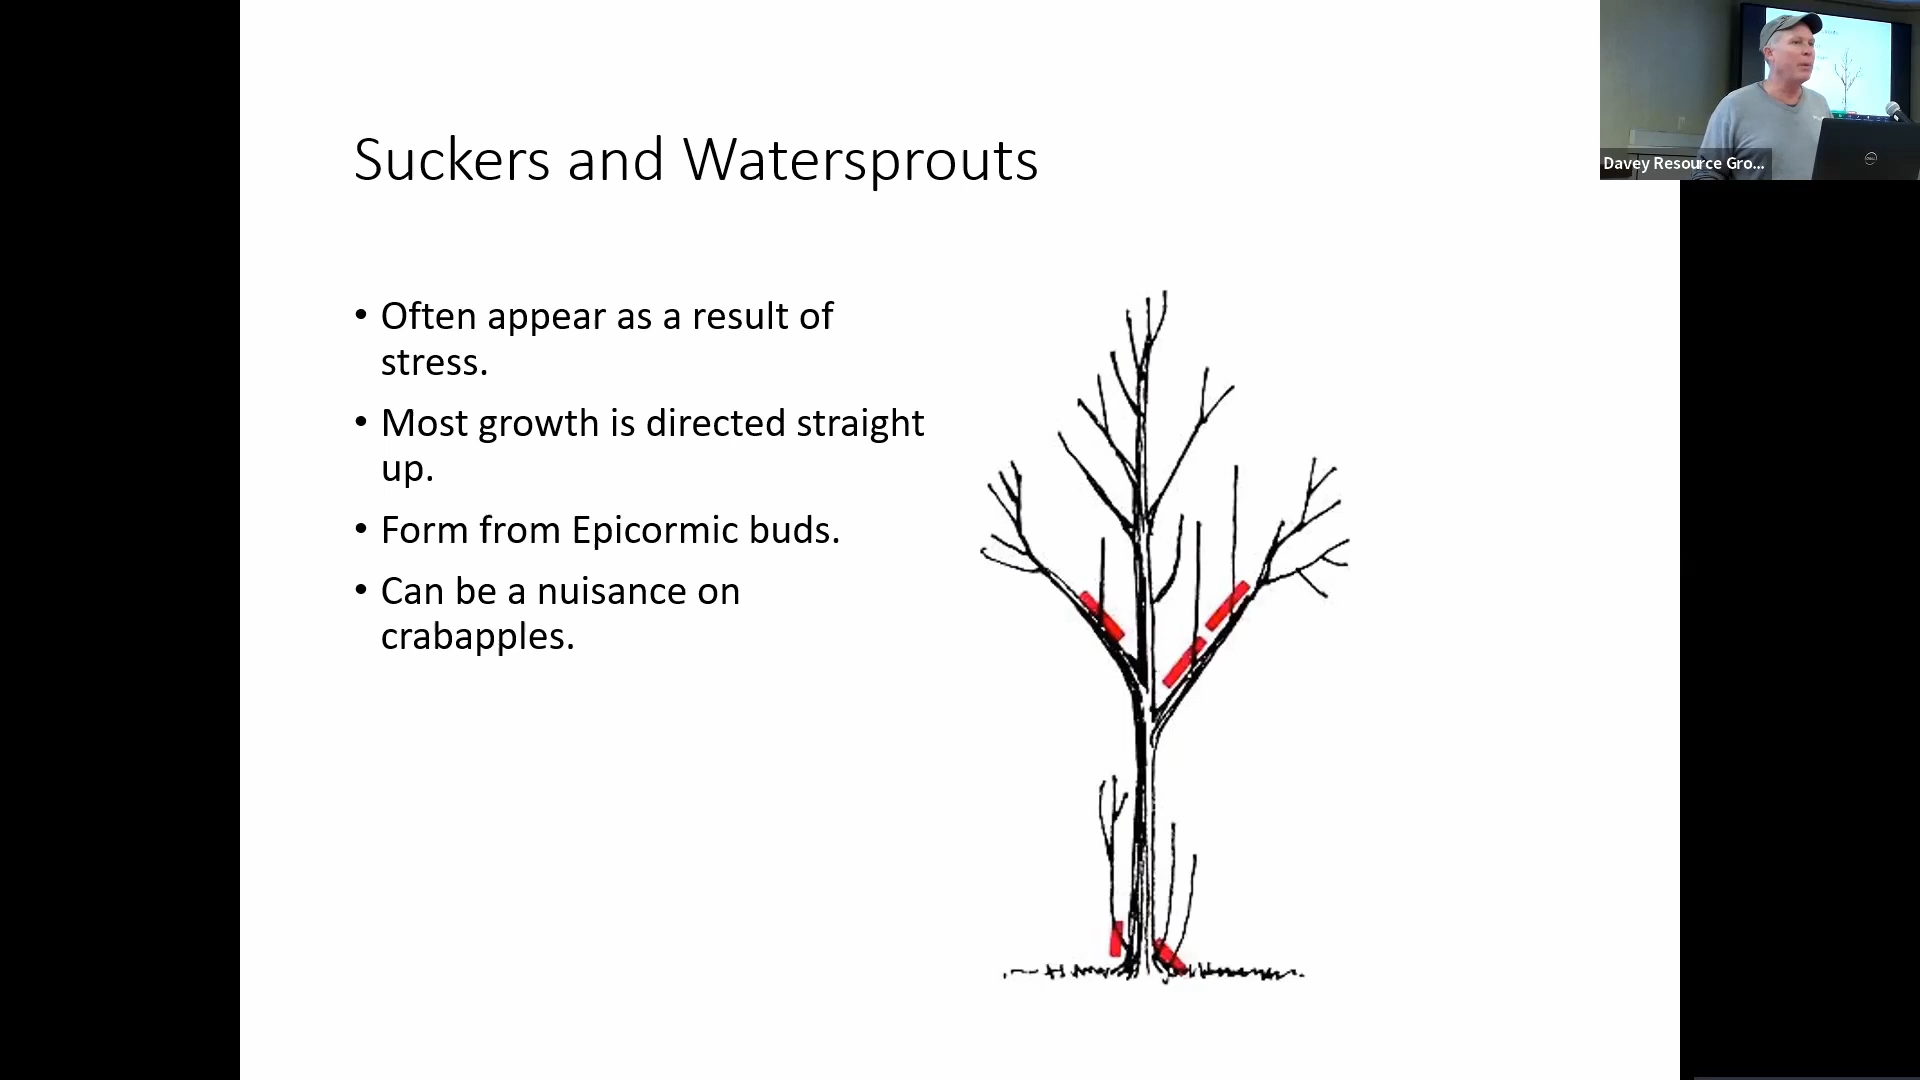 Suckers and Watersprouts
• Often appear as a result of
stress.
• Most growth is directed straight
up.
• Form from Epicormic buds.
• Can be a nuisance on
crabapples.
Davey Resource Gro...